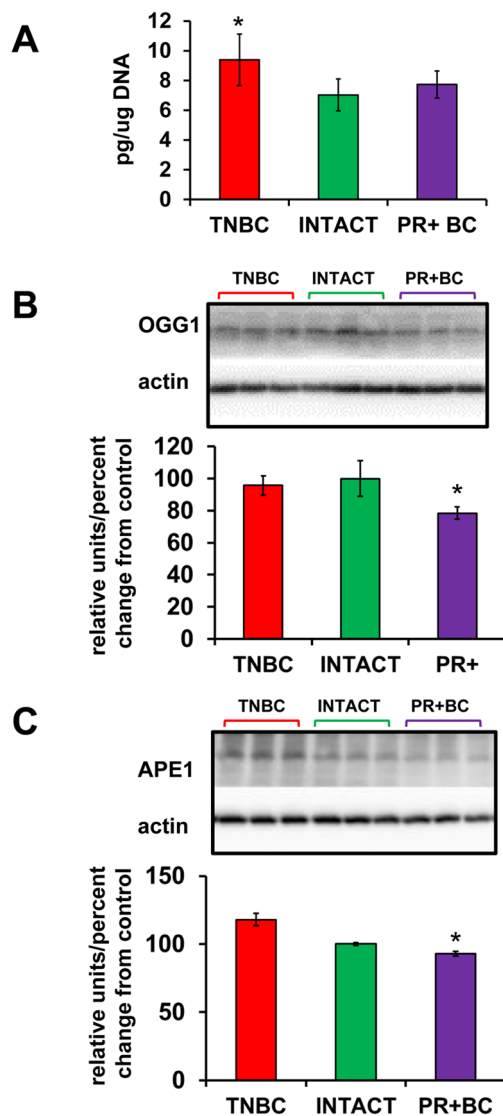 A
pg/ug DNA
12
10
8
6
4
2
0
*
TNBC INTACT PR+ BC
B
TNBC INTACT PR+BC
OGG1
actin
relative units/percent
change from control
120
100
80
60
40
20
0
*
TNBC INTACT PR+
C
TNBC INTACT PR+BC
APE1
actin
relative units/percent
change from control
150
100
50
0
*
TNBC INTACT PR+BC